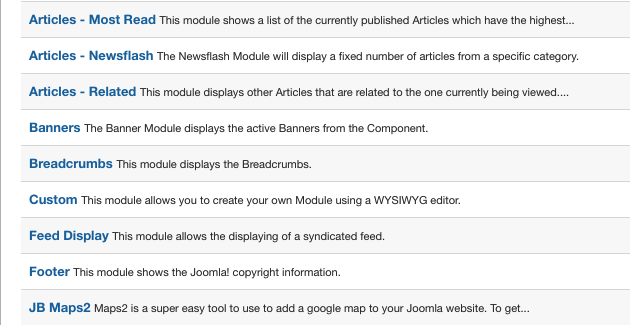 Articles - Most Read This module shows a list of the currently published Articles which have the highest...
Articles - Newsflash The Newsflash Module will display a fixed number of articles from a specific category.
Articles - Related This module displays other Articles that are related to the one currently being viewed....
Banners The Banner Module displays the active Banners from the Component.
Breadcrumbs This module displays the Breadcrumbs.
Custom This module allows you to create your own Module using a WYSIWYG editor.
Feed Display This module allows the displaying of a syndicated feed.
Footer This module shows the Joomla! copyright information.
JB Maps2 Maps2 is a super easy tool to use to add a google map to your Joomla website. To get...